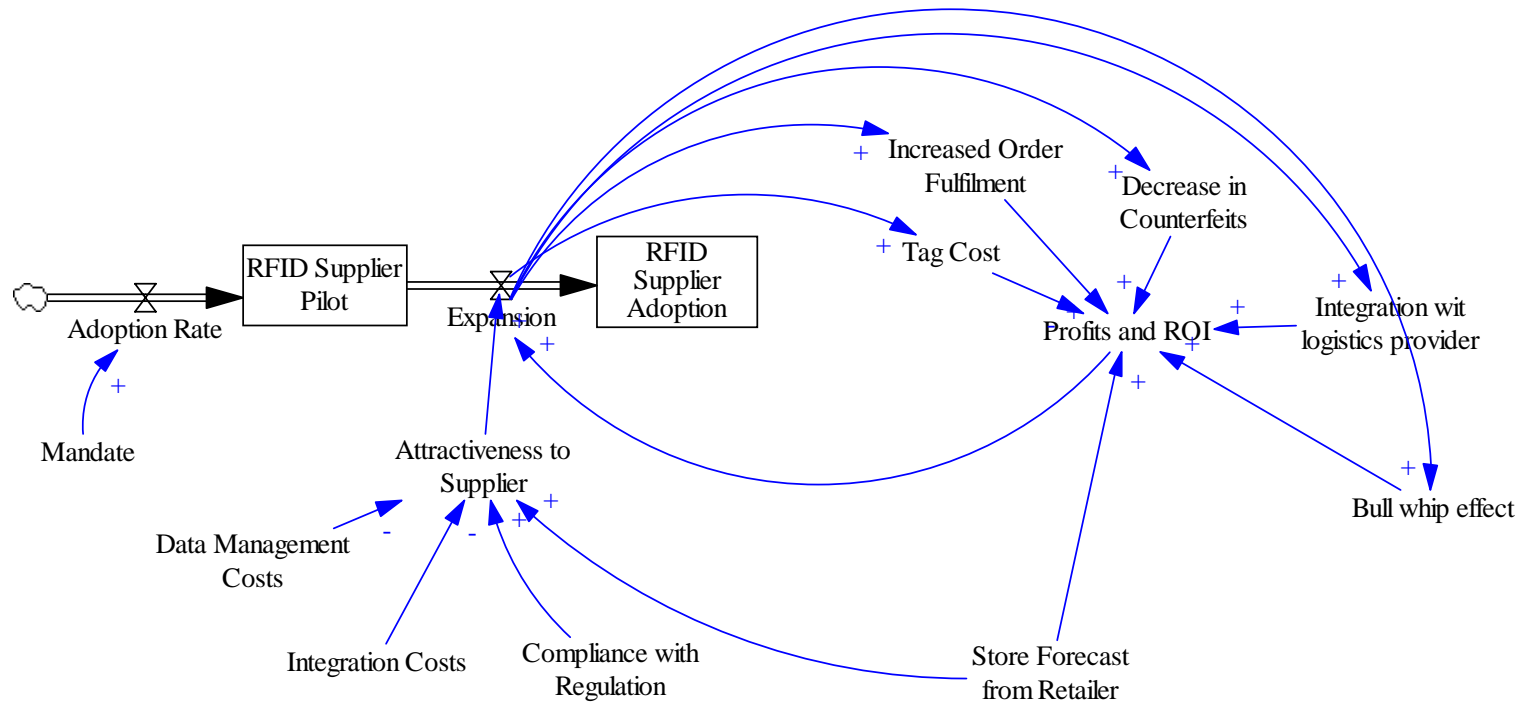 Increased Order
Fulfilment
+
Decrease in
Counterfeits
+
RFID Supplier
Pilot
RFID
Supplier
Adoption
Tag Cost
+
Adoption Rate
Expansion
+
+
Profits and ROI
+
+
+
-
+
+
Integration wit
logistics provider
+
Mandate
+
Attractiveness to
Supplier
Bull whip effect
+
Data Management
Costs
-
-
+
+
Integration Costs
Compliance with
Regulation
Store Forecast
from Retailer